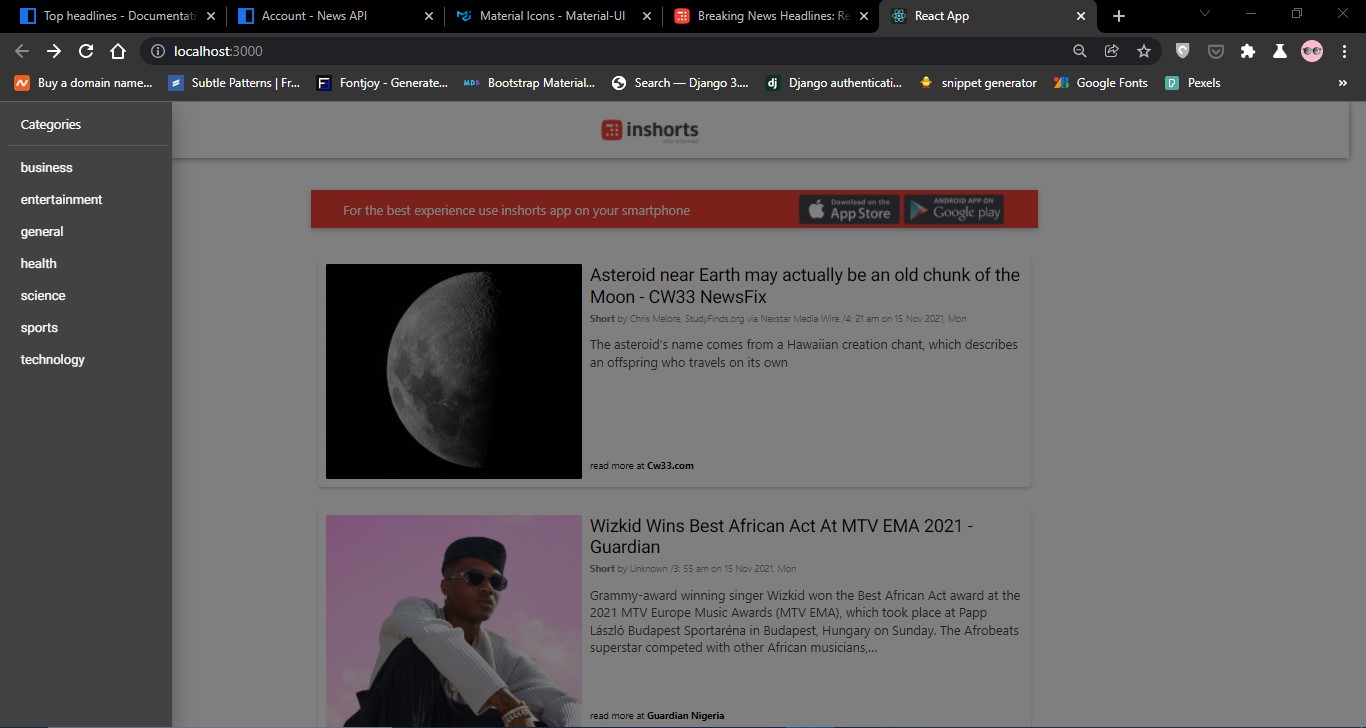 Top headlines - Documentati
Account - News API
Material Icons - Material-UI
Breaking News Headlines: Re
React App
localhost:3000
Buy a domain name...
Subtle Patterns | Fr...
Fontjoy - Generate...
MDB
Bootstrap Material...
Search — Django 3....
dj
Django authenticati...
snippet generator
Google Fonts
Pexels
»
Categories
business
entertainment
general
health
science
sports
technology
inshorts
For the best experience use inshorts app on your smartphone
Download on the
App Store
ANDROID APP ON
Google play
Asteroid near Earth may actually be an old chunk of the
Moon - CW33 NewsFix
Short by Chris Melore, StudyFinds.org via Nexstar Media Wire /4: 21 am on 15 Nov 2021, Mon
The asteroid's name comes from a Hawaiian creation chant, which describes
an offspring who travels on its own
read more at Cw33.com
Wizkid Wins Best African Act At MTV EMA 2021 -
Guardian
Short by Unknown /3: 55 am on 15 Nov 2021, Mon
Grammy-award winning singer Wizkid won the Best African Act award at the
2021 MTV Europe Music Awards (MTV EMA), which took place at Papp
László Budapest Sportaréna in Budapest, Hungary on Sunday. The Afrobeats
superstar competed with other African musicians,...
read more at Guardian Nigeria